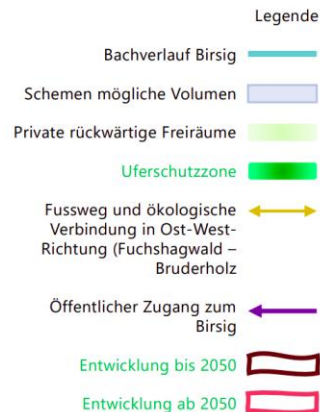 Legende
Bachverlauf Birsig
Schemen mögliche Volumen
Private rückwärtige Freiräume
Uferschutzzone
Fussweg und ökologische
Verbindung in Ost-West-
Richtung (Fuchshagwald –
Bruderholz
Öffentlicher Zugang zum
Birsig
Entwicklung bis 2050
Entwicklung ab 2050